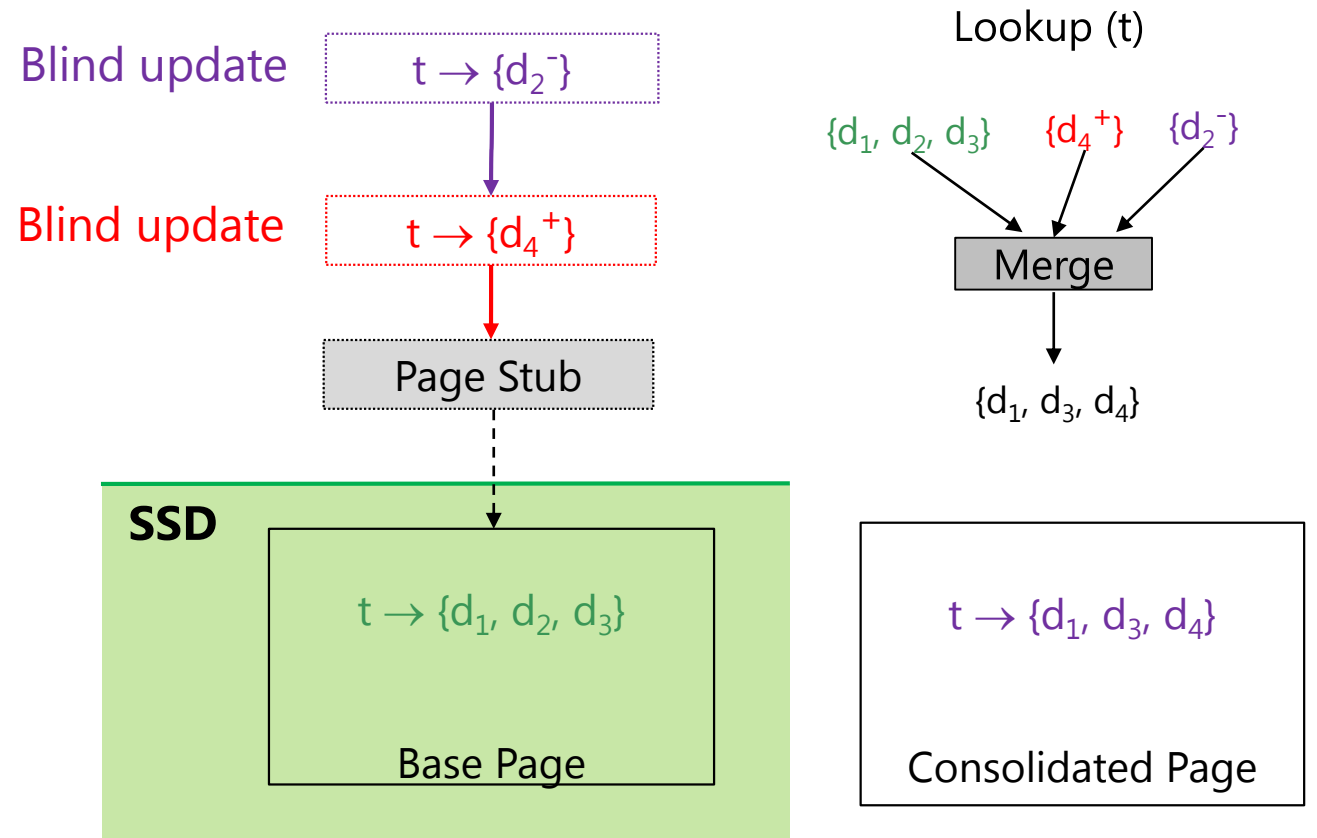 Blind update
t → {d₂⁻}
Blind update
t → {d₄⁺}
Page Stub
SSD
t → {d₁, d₂, d₃}
Base Page
Lookup (t)
{d₁, d₂, d₃} {d₄⁺} {d₂⁻}
Merge
{d₁, d₃, d₄}
t → {d₁, d₃, d₄}
Consolidated Page